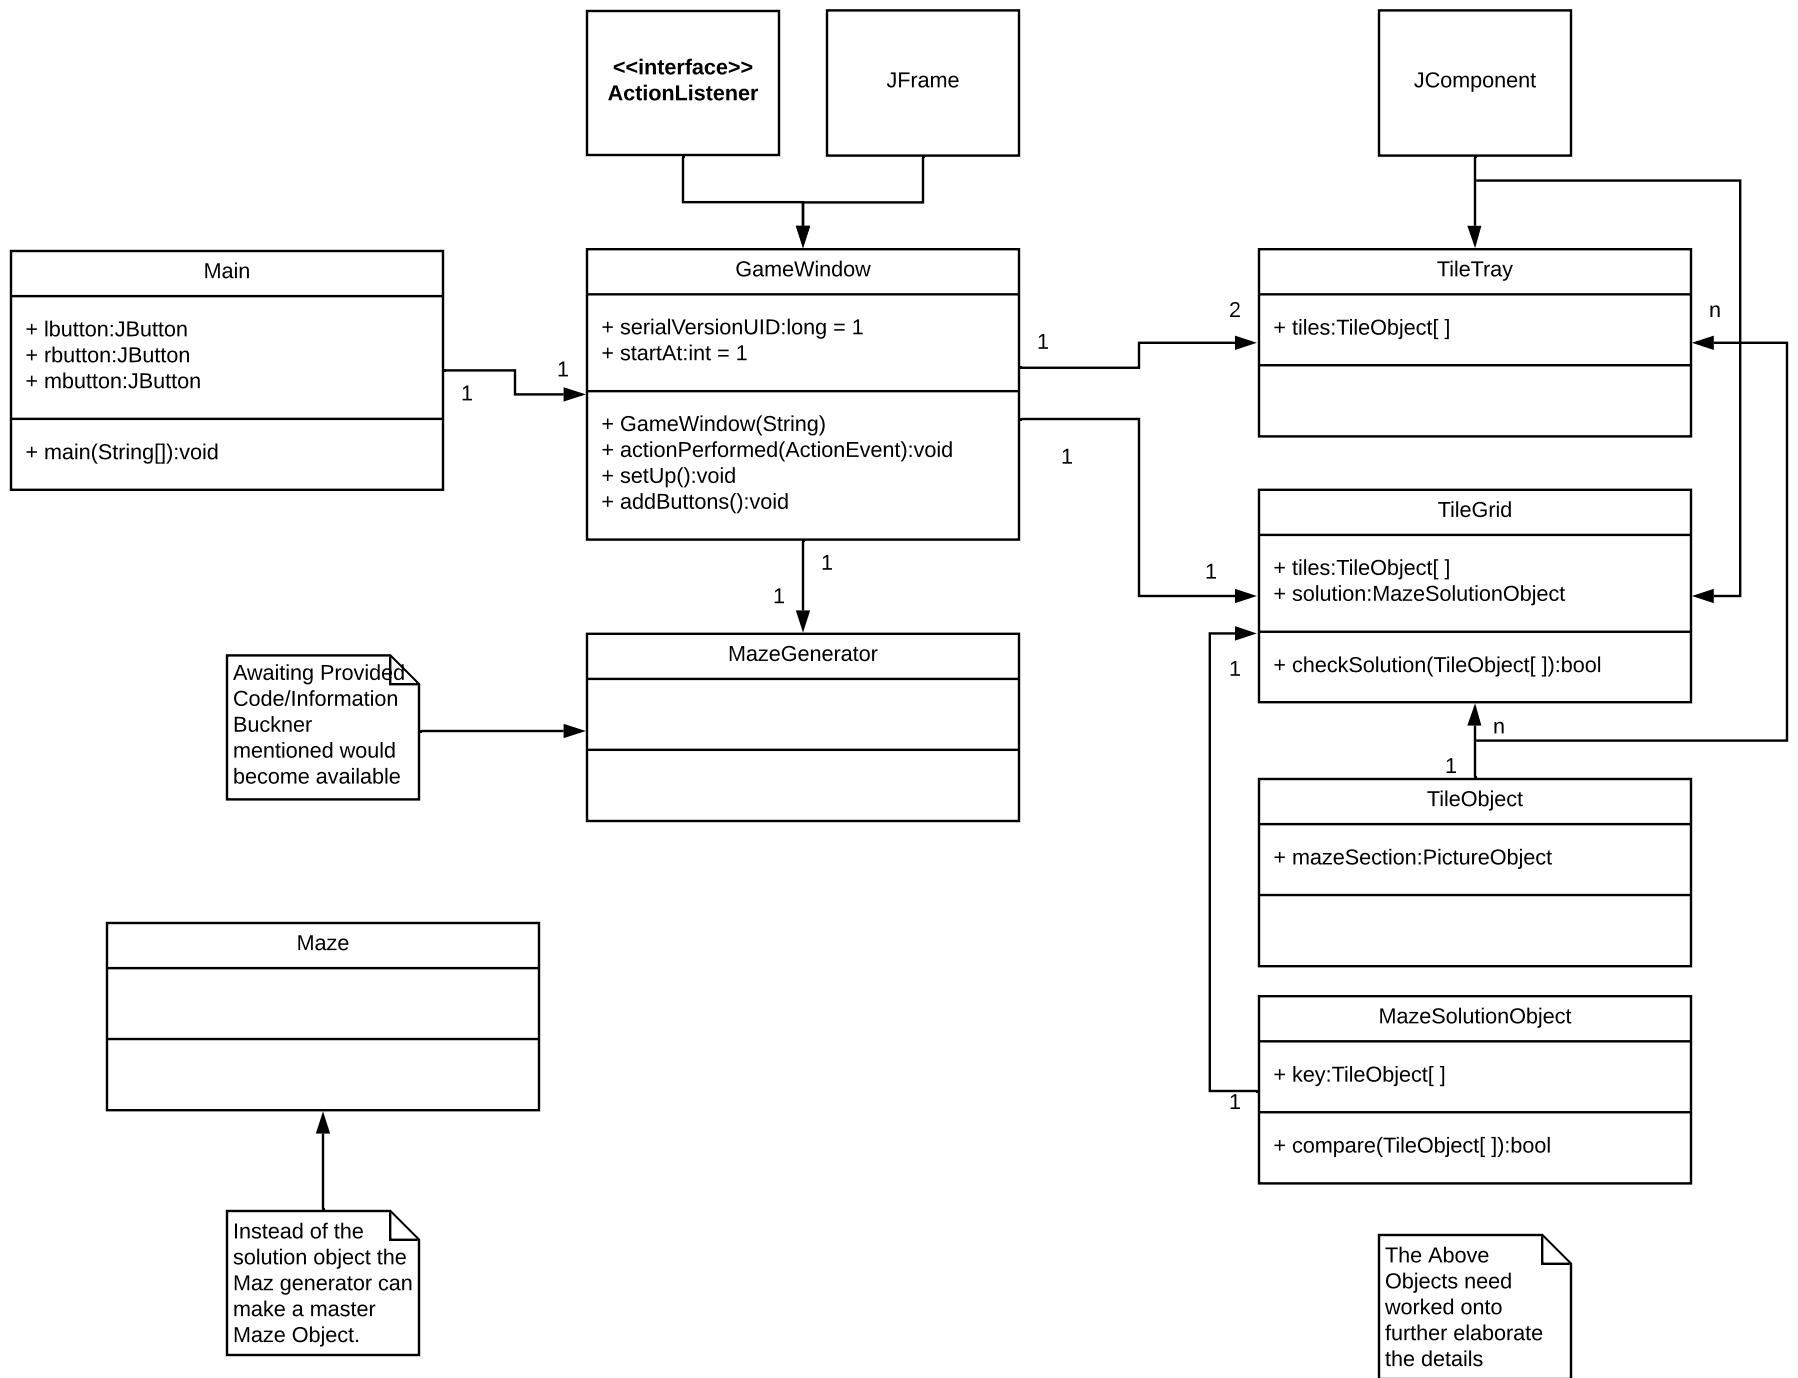 <<interface>>
ActionListener
JFrame
JComponent
Main
+ lbutton:JButton
+ rbutton:JButton
+ mbutton:JButton
+ main(String[]):void
1
1
GameWindow
+ serialVersionUID:long = 1
+ startAt:int = 1
+ GameWindow(String)
+ actionPerformed(ActionEvent):void
+ setUp():void
+ addButtons():void
1
2
1
1
1
1
TileTray
+ tiles:TileObject[ ]
n
TileGrid
+ tiles:TileObject[ ]
+ solution:MazeSolutionObject
+ checkSolution(TileObject[ ]):bool
1
n
1
MazeGenerator
Awaiting Provided
Code/Information
Buckner
mentioned would
become available
TileObject
+ mazeSection:PictureObject
Maze
MazeSolutionObject
+ key:TileObject[ ]
+ compare(TileObject[ ]):bool
1
Instead of the
solution object the
Maz generator can
make a master
Maze Object.
The Above
Objects need
worked onto
further elaborate
the details